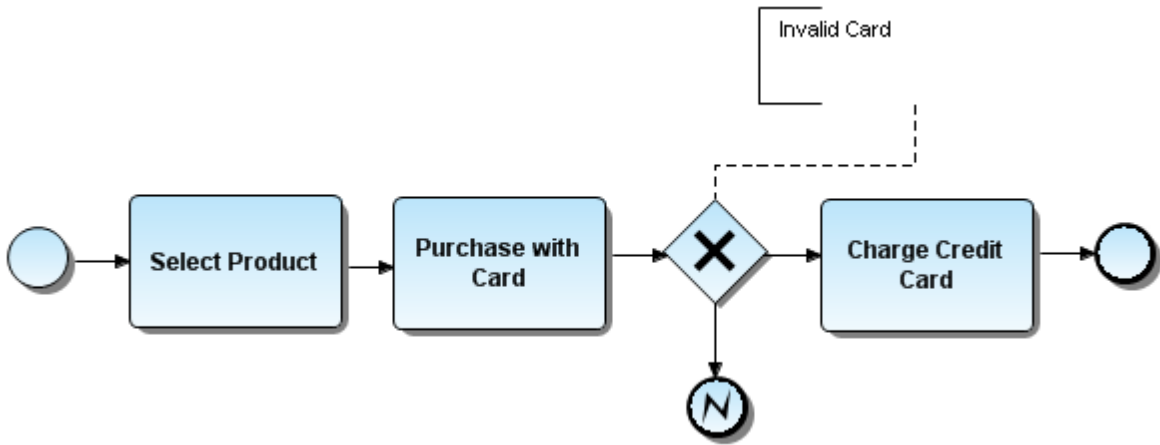 Invalid Card
Select Product
Purchase with
Card
Charge Credit
Card